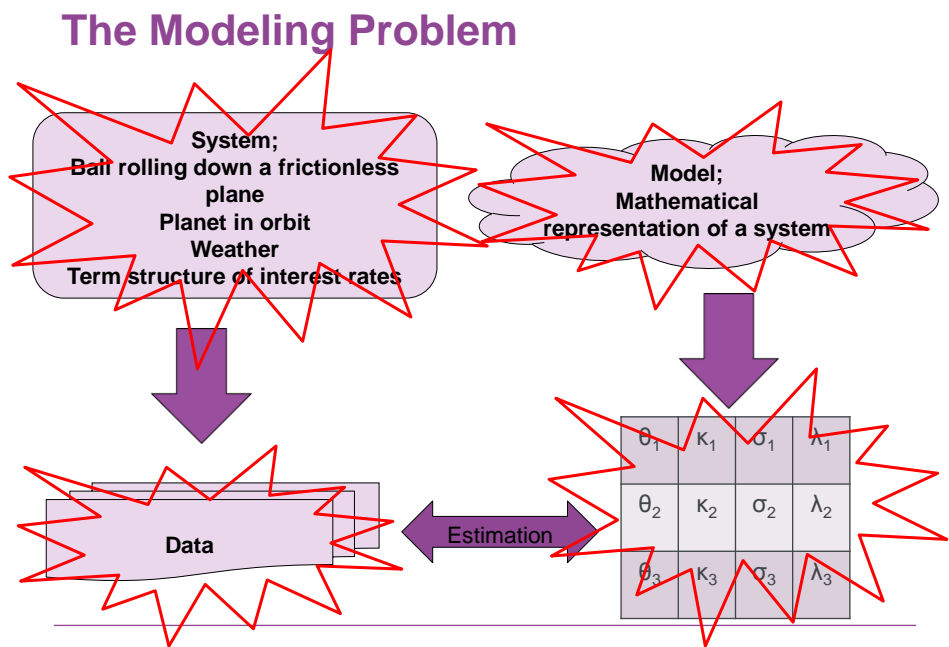 The Modeling Problem
System;
Ball rolling down a frictionless
plane
Planet in orbit
Weather
Term structure of interest rates
Model;
Mathematical
representation of a system
Data
Estimation
θ₁ κ₁ σ₁ λ₁
θ₂ κ₂ σ₂ λ₂
θ₃ κ₃ σ₃ λ₃